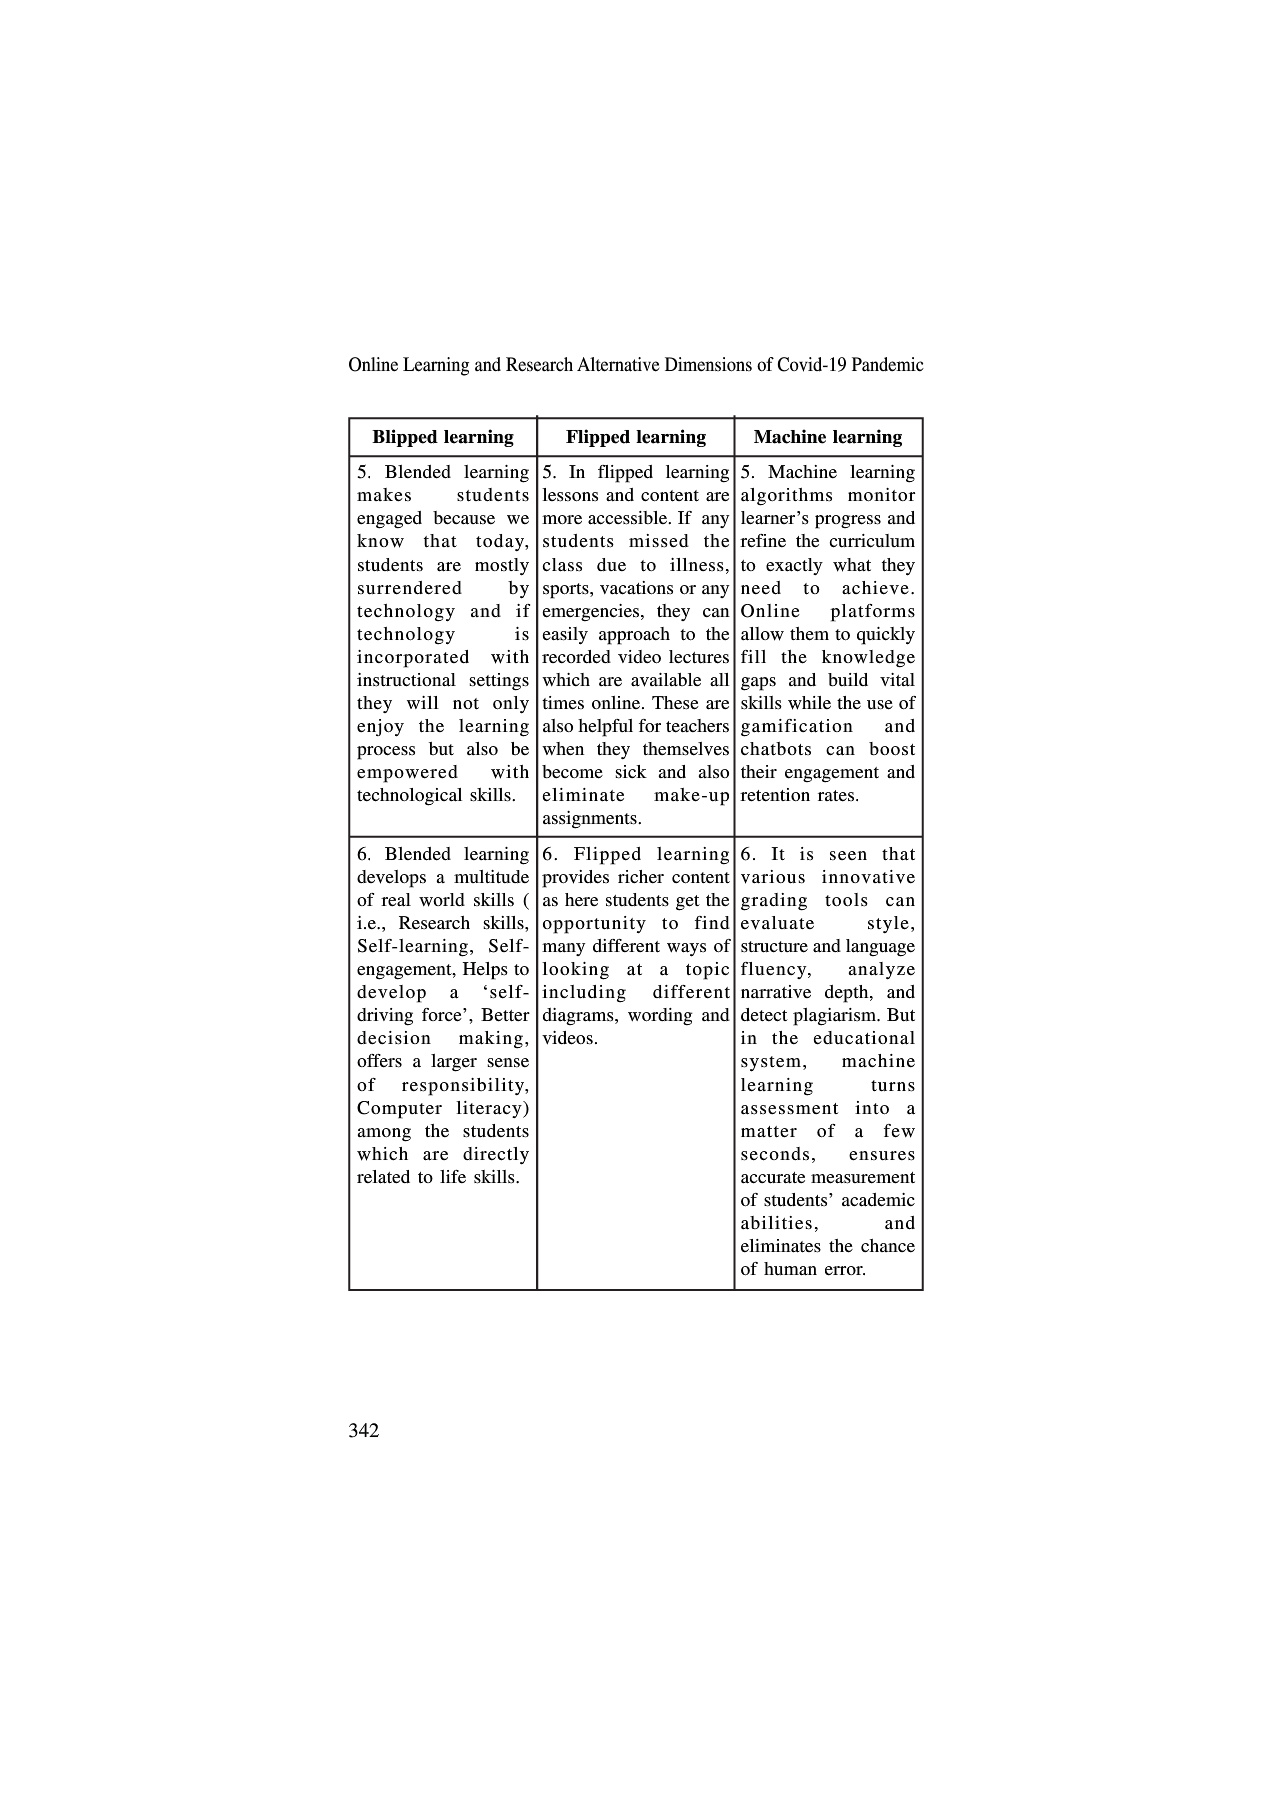 Online Learning and Research Alternative Dimensions of Covid-19 Pandemic
Blipped learning
Flipped learning
Machine learning
5. Blended learning
makes students
engaged because we
know that today,
students are mostly
surrendered by
technology and if
technology is
incorporated with
instructional settings
they will not only
enjoy the learning
process but also be
empowered with
technological skills.
5. In flipped learning
lessons and content are
more accessible. If any
students missed the
class due to illness,
sports, vacations or any
emergencies, they can
easily approach to the
recorded video lectures
which are available all
times online. These are
also helpful for teachers
when they themselves
become sick and also
eliminate make-up
assignments.
5. Machine learning
algorithms monitor
learner's progress and
refine the curriculum
to exactly what they
need to achieve.
Online platforms
allow them to quickly
fill the knowledge
gaps and build vital
skills while the use of
gamification and
chatbots can boost
their engagement and
retention rates.
6. Blended learning
develops a multitude
of real world skills (
i.e., Research skills,
Self-learning, Self-
engagement, Helps to
develop a ‘self-
driving force’, Better
decision making,
offers a larger sense
of responsibility,
Computer literacy)
among the students
which are directly
related to life skills.
6. Flipped learning
provides richer content
as here students get the
opportunity to find
many different ways of
looking at a topic
including different
diagrams, wording and
videos.
6. It is seen that
various innovative
grading tools can
evaluate style,
structure and language
fluency, analyze
narrative depth, and
detect plagiarism. But
in the educational
system, machine
learning turns
assessment into a
matter of a few
seconds, ensures
accurate measurement
of students’ academic
abilities, and
eliminates the chance
of human error.
342